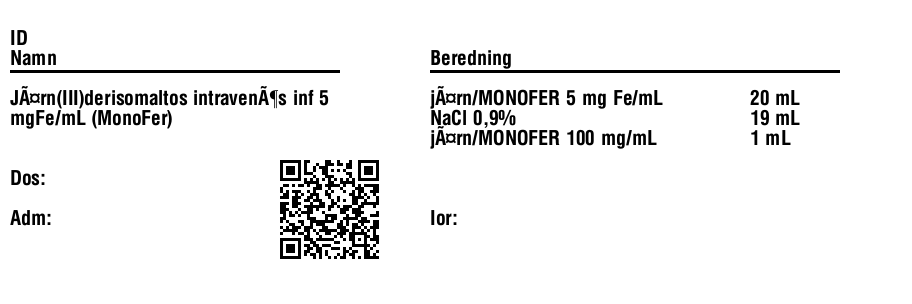 ID
Namn
JÃ¤rn(III)derisomaltos intravenÃ¶s inf 5
mgFe/mL (MonoFer)
Dos:
Adm:
Beredning
jÃ¤rn/MONOFER 5 mg Fe/mL 20 mL
NaCl 0,9% 19 mL
jÃ¤rn/MONOFER 100 mg/mL 1 mL
Ior: